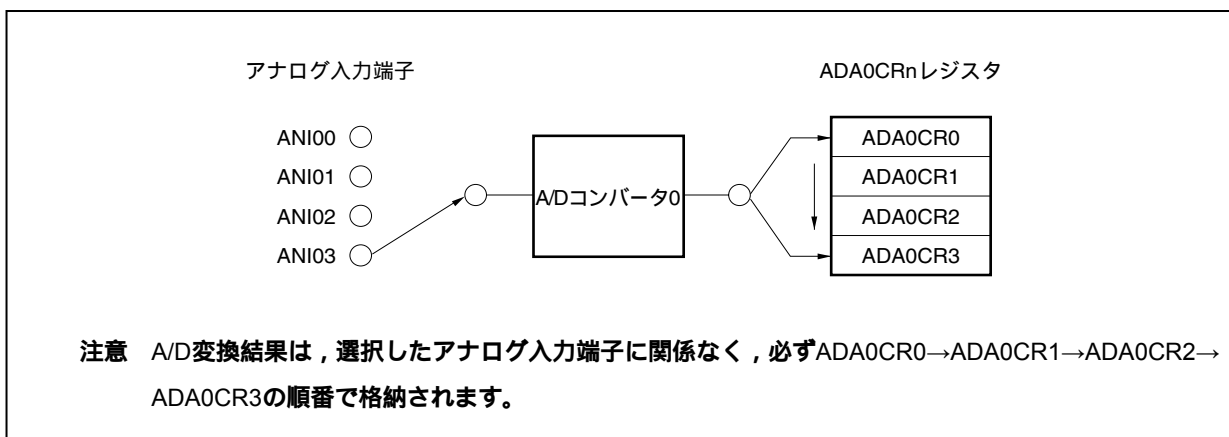 アナログ入力端子
ADA0CRnレジスタ
ANI00
ANI01
ANI02
ANI03
A/Dコンバータ0
ADA0CR0
ADA0CR1
ADA0CR2
ADA0CR3
注意 A/D変換結果は，選択したアナログ入力端子に関係なく，必ずADA0CR0→ADA0CR1→ADA0CR2→
ADA0CR3の順番で格納されます。